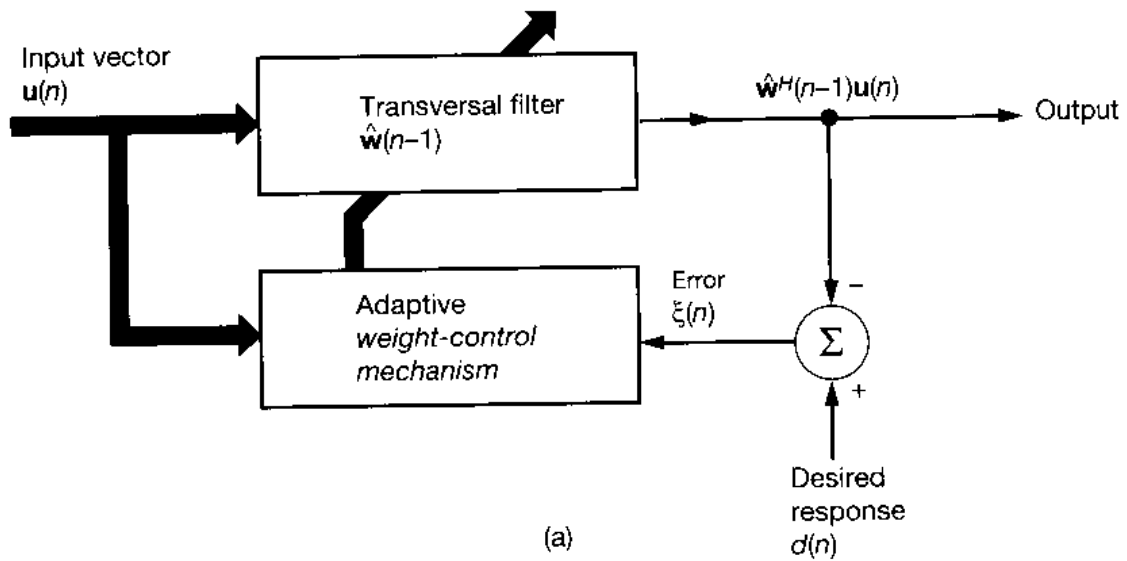 Input vector
u(n)
Transversal filter
ŵ(n–1)
ŵᴴ(n–1)u(n)
Output
Adaptive
weight-control
mechanism
Error
ξ(n)
–
Σ
+
Desired
response
d(n)
(a)